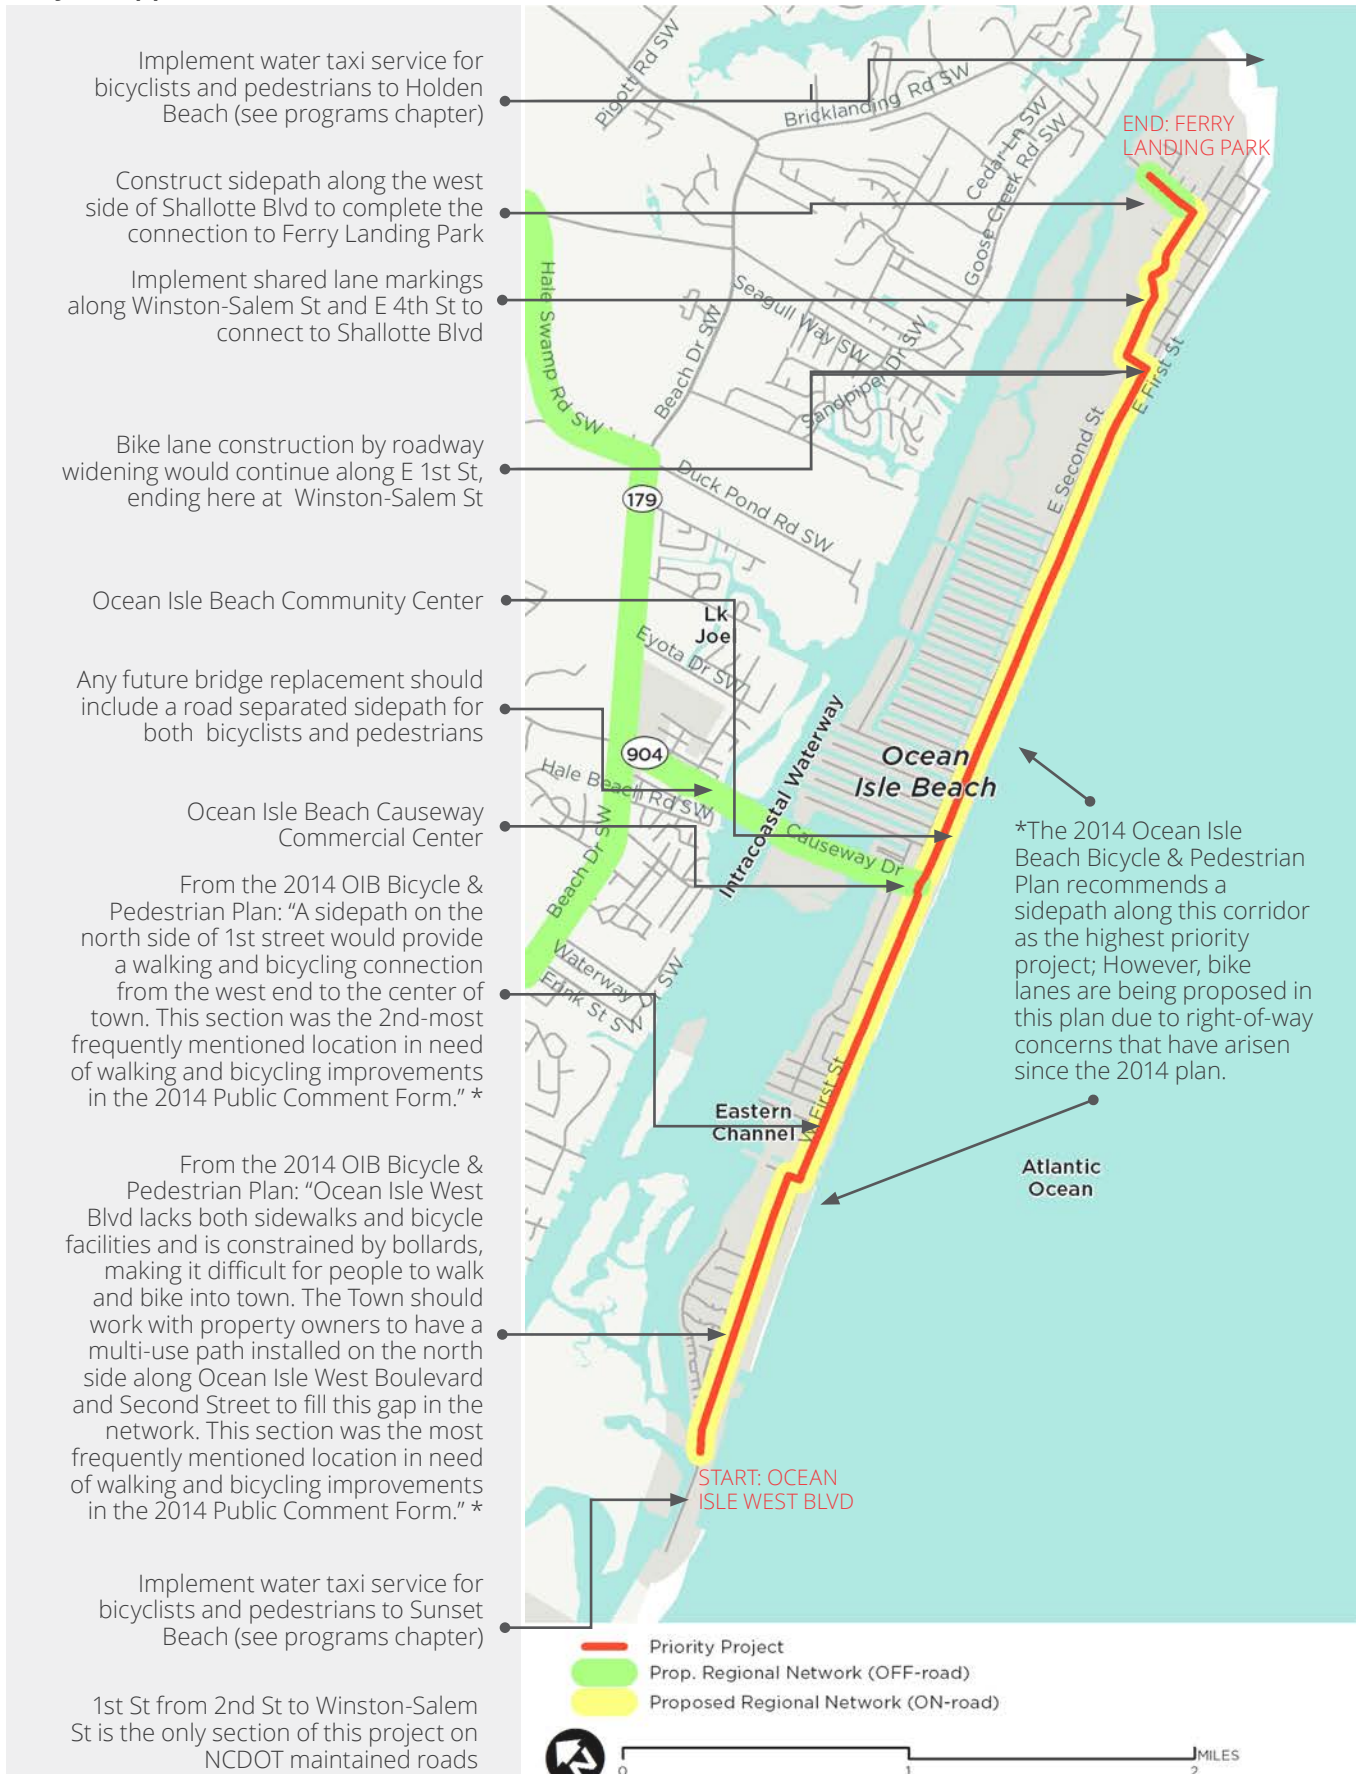 Implement water taxi service for
bicyclists and pedestrians to Holden
Beach (see programs chapter)
Construct sidepath along the west
side of Shallotte Blvd to complete the
connection to Ferry Landing Park
Implement shared lane markings
along Winston-Salem St and E 4th St to
connect to Shallotte Blvd
Bike lane construction by roadway
widening would continue along E 1st St,
ending here at Winston-Salem St
Ocean Isle Beach Community Center
Any future bridge replacement should
include a road separated sidepath for
both bicyclists and pedestrians
Ocean Isle Beach Causeway
Commercial Center
From the 2014 OIB Bicycle &
Pedestrian Plan: “A sidepath on the
north side of 1st street would provide
a walking and bicycling connection
from the west end to the center of
town. This section was the 2nd-most
frequently mentioned location in need
of walking and bicycling improvements
in the 2014 Public Comment Form.” *
From the 2014 OIB Bicycle &
Pedestrian Plan: “Ocean Isle West
Blvd lacks both sidewalks and bicycle
facilities and is constrained by bollards,
making it difficult for people to walk
and bike into town. The Town should
work with property owners to have a
multi-use path installed on the north
side along Ocean Isle West Boulevard
and Second Street to fill this gap in the
network. This section was the most
frequently mentioned location in need
of walking and bicycling improvements
in the 2014 Public Comment Form.” *
Implement water taxi service for
bicyclists and pedestrians to Sunset
Beach (see programs chapter)
1st St from 2nd St to Winston-Salem
St is the only section of this project on
NCDOT maintained roads
Pigott Rd SW
Bricklanding Rd SW
Cedar Ln SW
Goose Creek Rd SW
END: FERRY
LANDING PARK
Hale Swamp Rd SW
Beach Dr SW
Seagull Way SW
Sandpiper Dr SW
E First St
E Second St
Duck Pond Rd SW
179
Lk
Joe
Eyota Dr SW
904
Hale Beach Rd SW
Intracoastal Waterway
Ocean
Isle Beach
Causeway Dr
Beach Dr SW
Waterway
SW
Erink St SW
*The 2014 Ocean Isle
Beach Bicycle & Pedestrian
Plan recommends a
sidepath along this corridor
as the highest priority
project; However, bike
lanes are being proposed in
this plan due to right-of-way
concerns that have arisen
since the 2014 plan.
W First St
Eastern
Channel
Atlantic
Ocean
START: OCEAN
ISLE WEST BLVD
Priority Project
Prop. Regional Network (OFF-road)
Proposed Regional Network (ON-road)
MILES
0 1 2